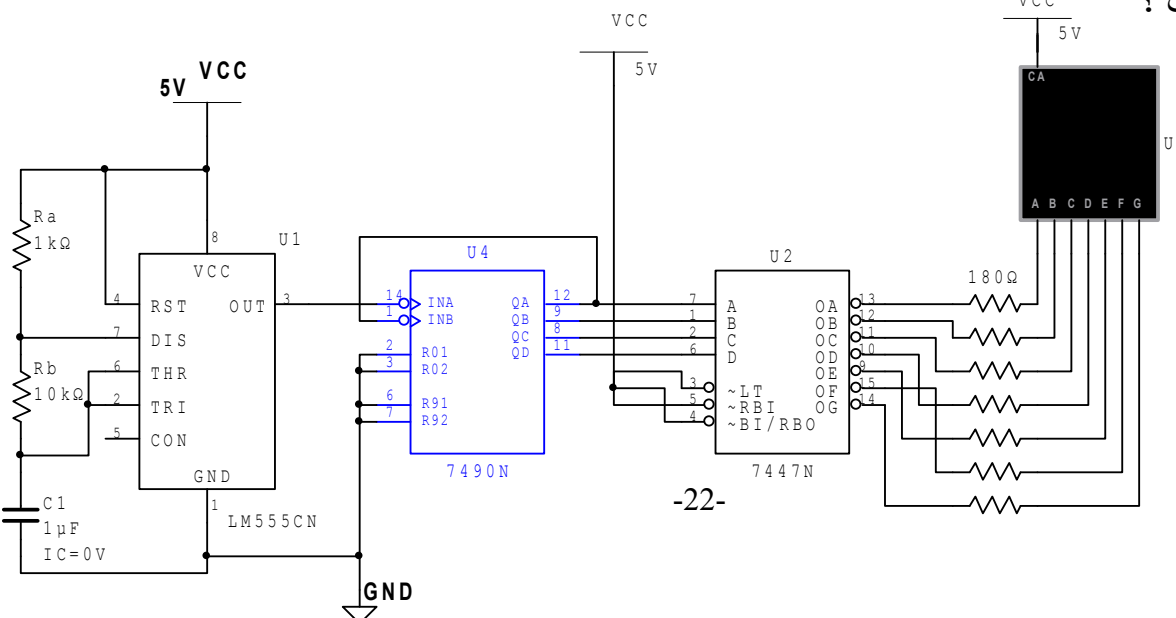 VCC
5V
VCC
5V
VCC
5V
CA
U
A B C D E F G
Ra
1kΩ
Rb
10kΩ
C1
1µF
IC=0V
U1
8
VCC
4
RST
OUT
3
7
DIS
6
THR
2
TRI
5
CON
GND
1
LM555CN
GND
U4
14
INA
QA
12
1
INB
QB
9
QC
8
2
R01
QD
11
3
R02
6
R91
7
R92
7490N
U2
7
A
OA
13
1
B
OB
12
2
C
OC
11
6
D
OD
10
OE
9
3
~LT
OF
15
5
~RBI
OG
14
4
~BI/RBO
7447N
180Ω
-22-